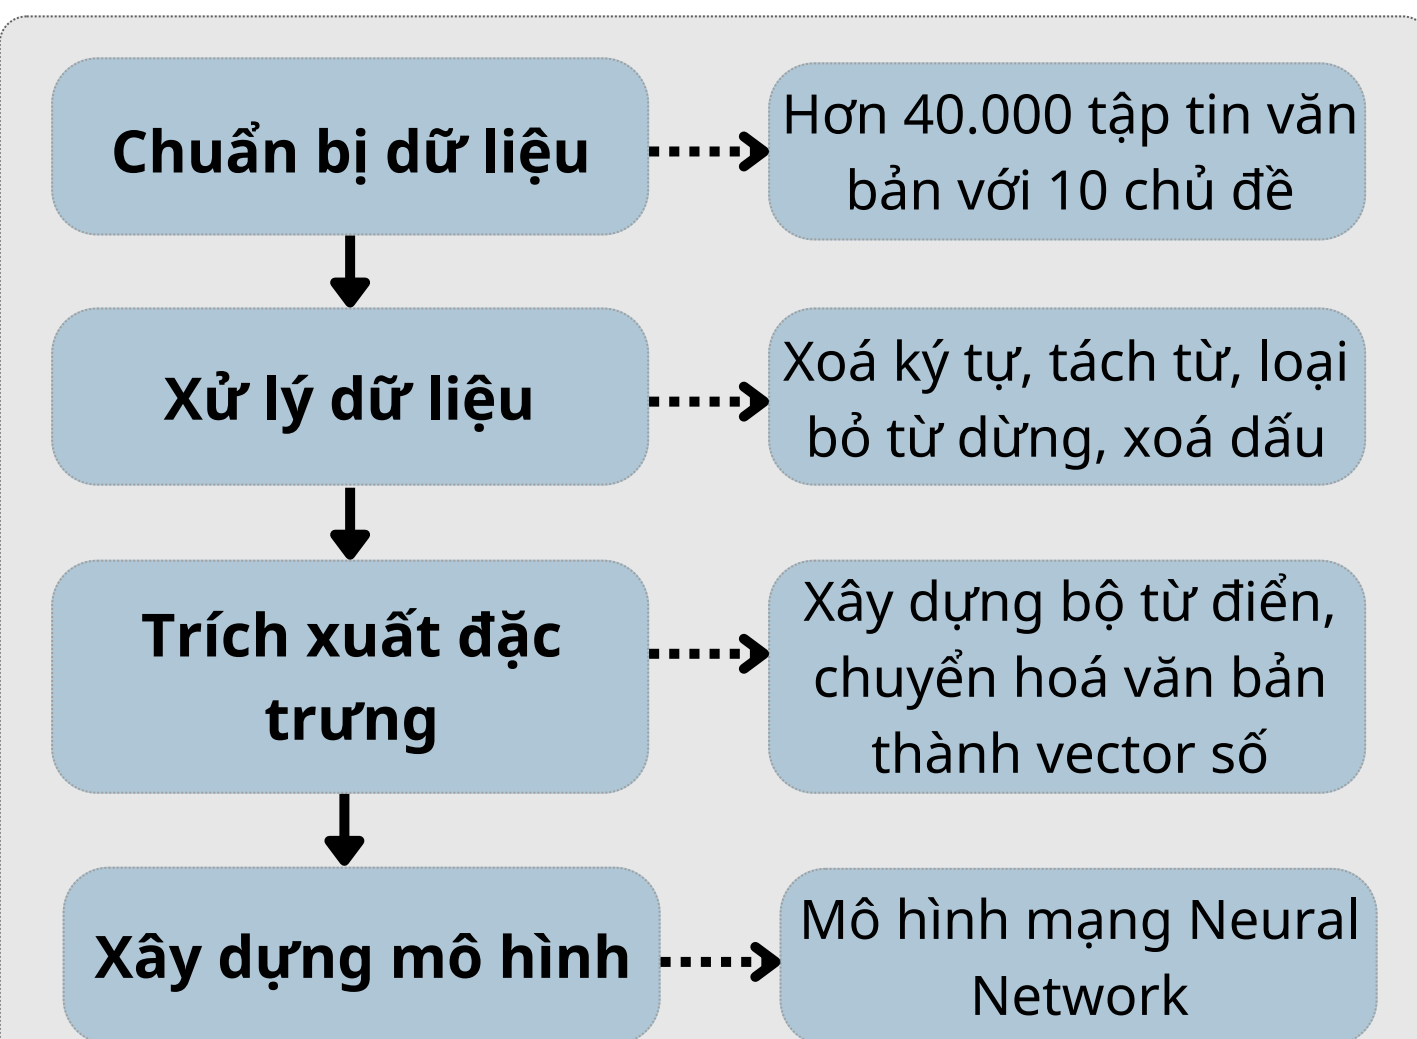 Chuẩn bị dữ liệu
Hơn 40.000 tập tin văn
bản với 10 chủ đề
Xử lý dữ liệu
Xoá ký tự, tách từ, loại
bỏ từ dừng, xoá dấu
Trích xuất đặc
trưng
Xây dựng bộ từ điển,
chuyển hoá văn bản
thành vector số
Xây dựng mô hình
Mô hình mạng Neural
Network